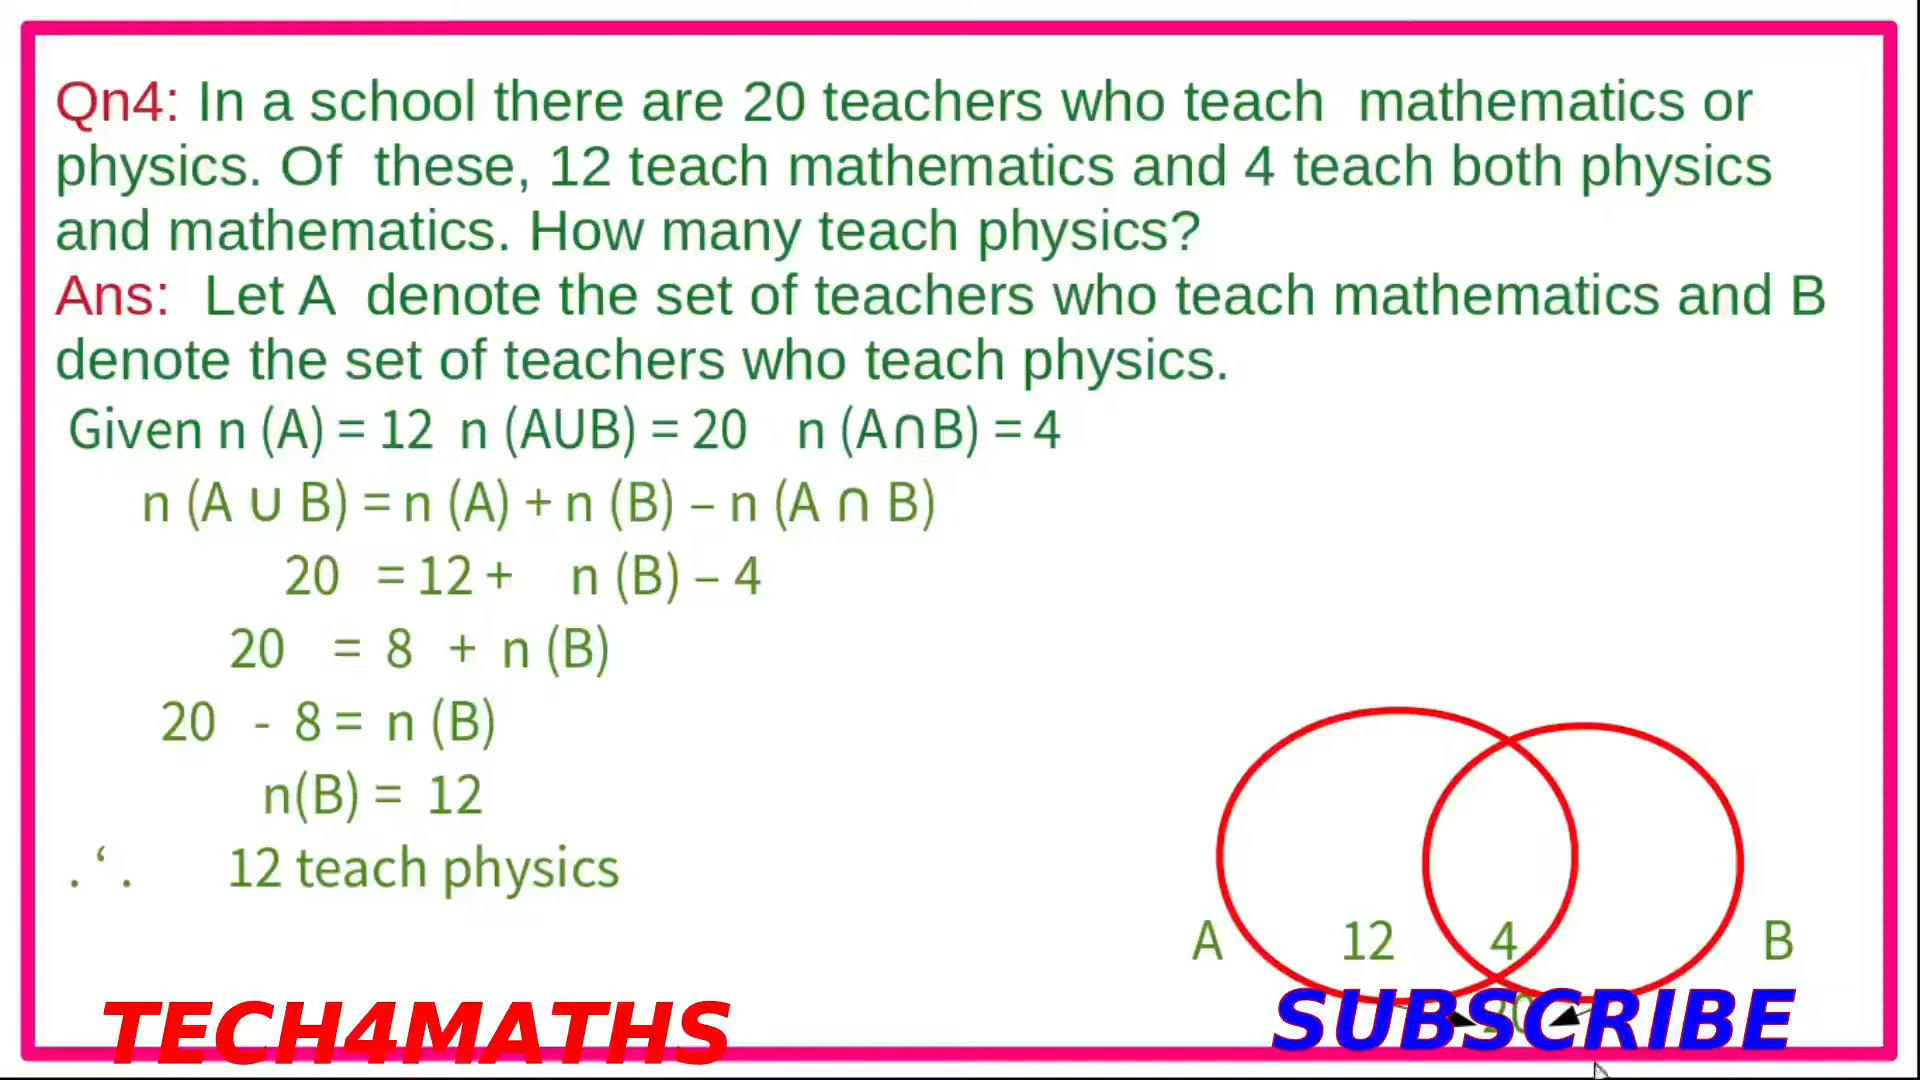 Qn4: In a school there are 20 teachers who teach mathematics or
physics. Of these, 12 teach mathematics and 4 teach both physics
and mathematics. How many teach physics?
Ans: Let A denote the set of teachers who teach mathematics and B
denote the set of teachers who teach physics.
Given n (A) = 12 n (AUB) = 20 n (A∩B) = 4
n (A ∪ B) = n (A) + n (B) – n (A ∩ B)
20 = 12 + n (B) – 4
20 = 8 + n (B)
20 - 8 = n (B)
n(B) = 12
. ‘ . 12 teach physics
A 12 4 B
20
TECH4MATHS
SUBSCRIBE